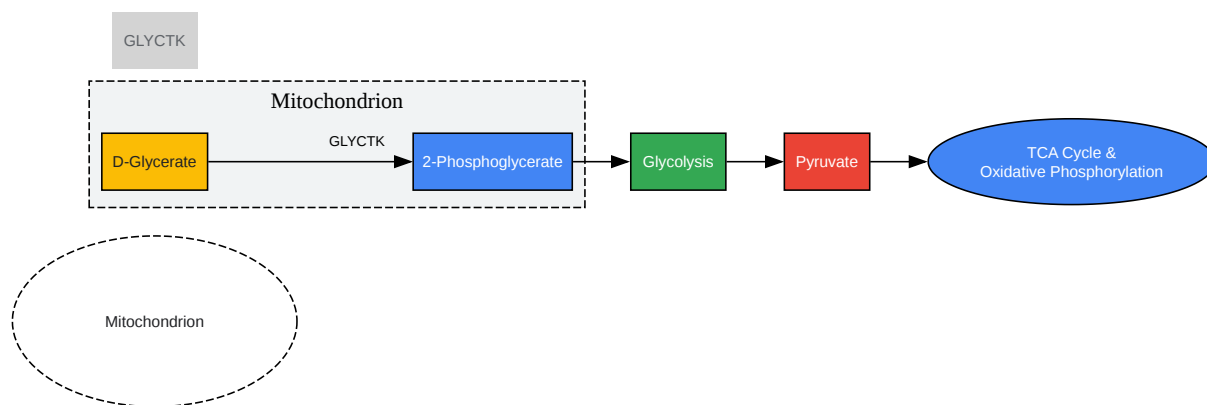 GLYCTK
Mitochondrion
D-Glycerate
GLYCTK
2-Phosphoglycerate
Glycolysis
Pyruvate
TCA Cycle &
Oxidative Phosphorylation
Mitochondrion